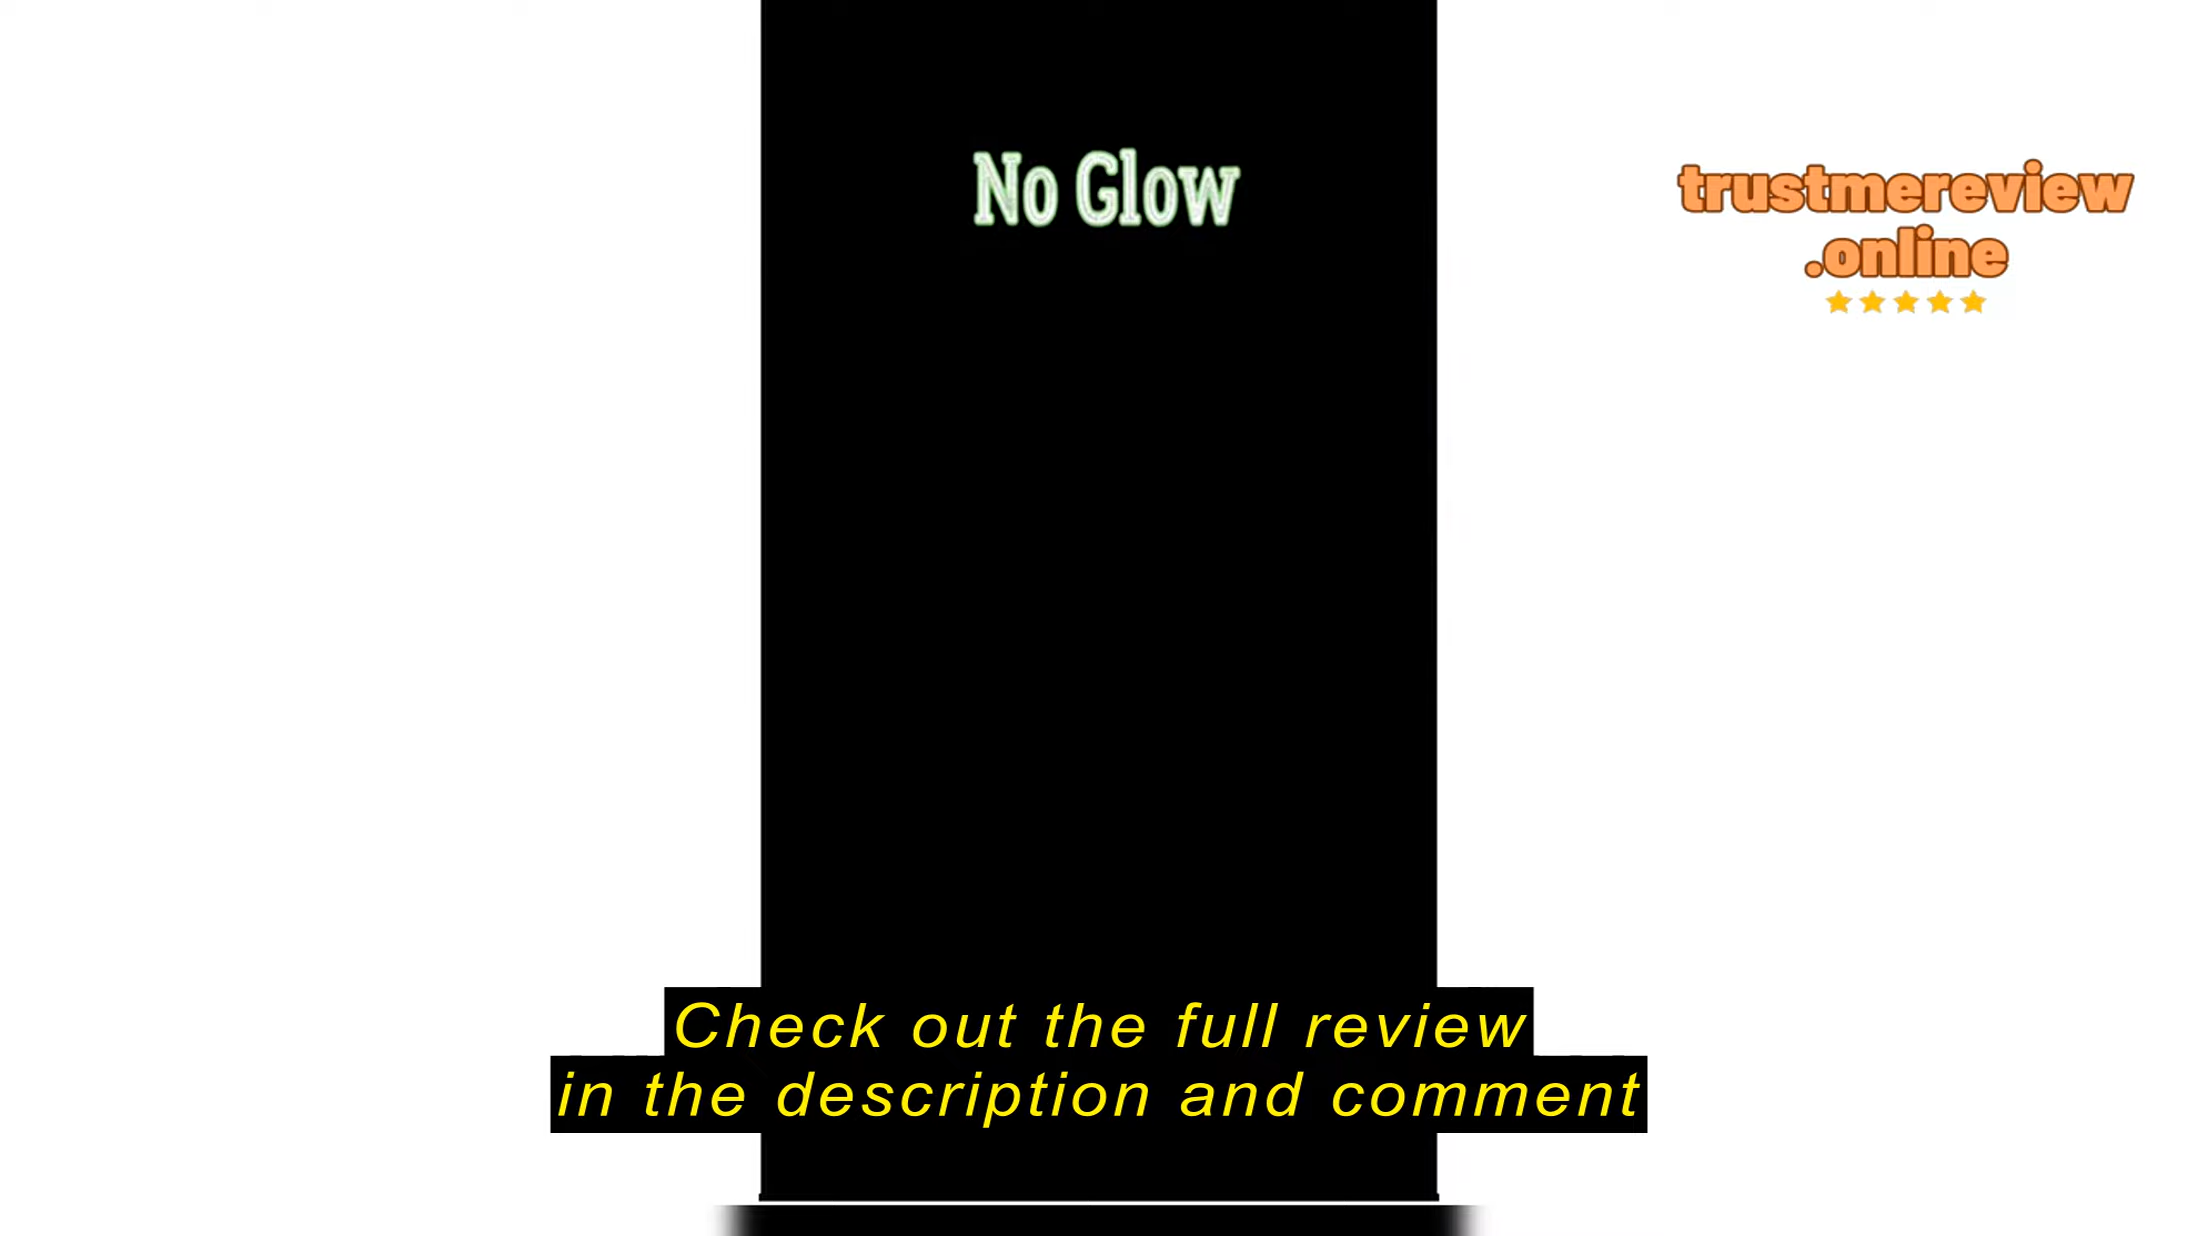 No Glow
trustmereview
.online
Check out the full review
in the description and comment